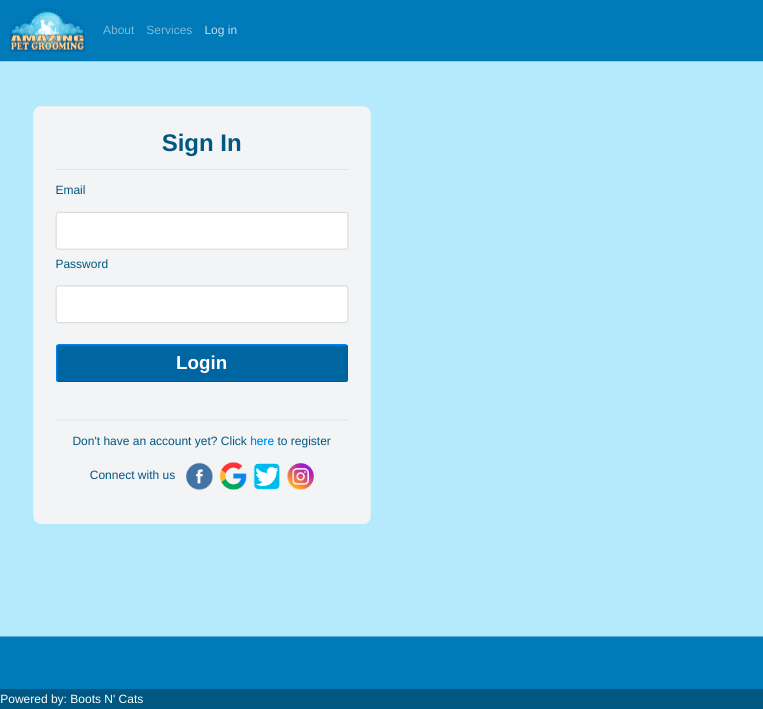 AMAZING
PET GROOMING
About Services Log in
Sign In
Email
Password
Login
Don't have an account yet? Click here to register
Connect with us
Powered by: Boots N' Cats